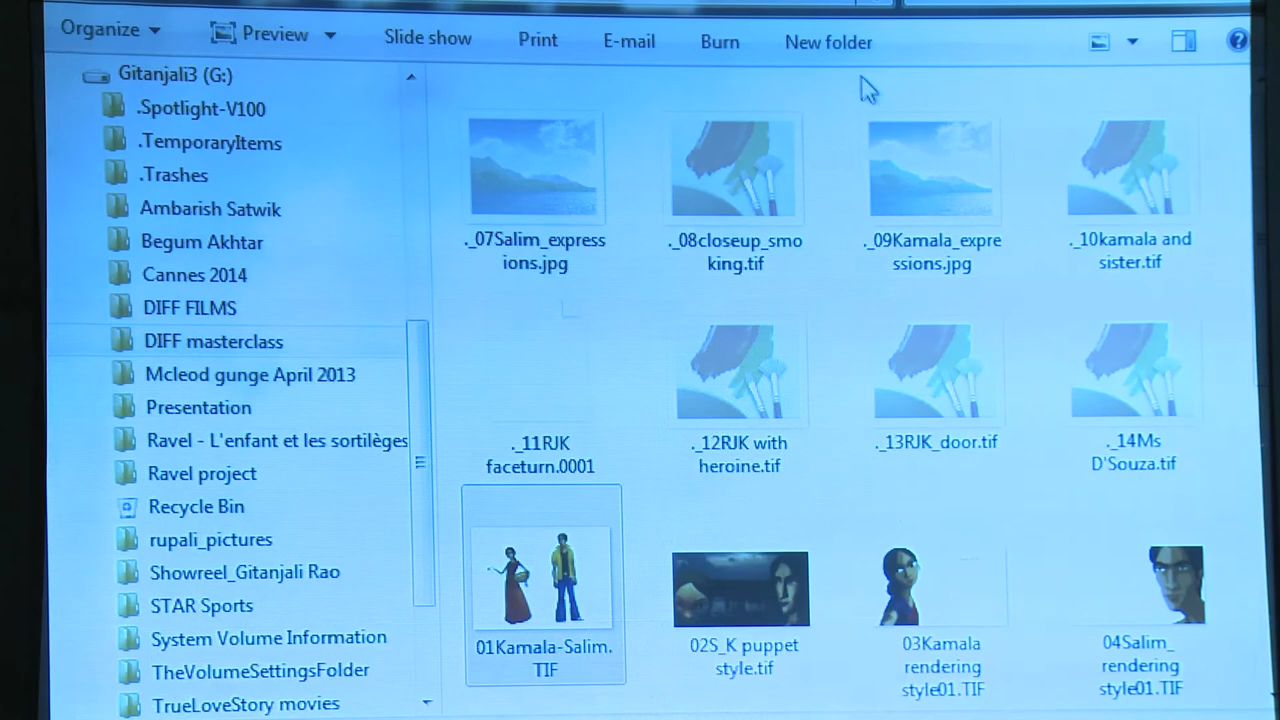 Organize Preview Slide show Print E-mail Burn New folder
Gitanjali3 (G:)
.Spotlight-V100
.TemporaryItems
.Trashes
Ambarish Satwik
Begum Akhtar
Cannes 2014
DIFF FILMS
DIFF masterclass
Mcleod gunge April 2013
Presentation
Ravel - L'enfant et les sortilèges
Ravel project
Recycle Bin
rupali_pictures
Showreel_Gitanjali Rao
STAR Sports
System Volume Information
TheVolumeSettingsFolder
TrueLoveStory movies
._07Salim_express
ions.jpg
._08closeup_smo
king.tif
._09Kamala_expre
ssions.jpg
._10kamala and
sister.tif
._11RJK
faceturn.0001
._12RJK with
heroine.tif
._13RJK_door.tif
._14Ms
D'Souza.tif
01Kamala-Salim.
TIF
02S_K puppet
style.tif
03Kamala
rendering
style01.TIF
04Salim_
rendering
style01.TIF